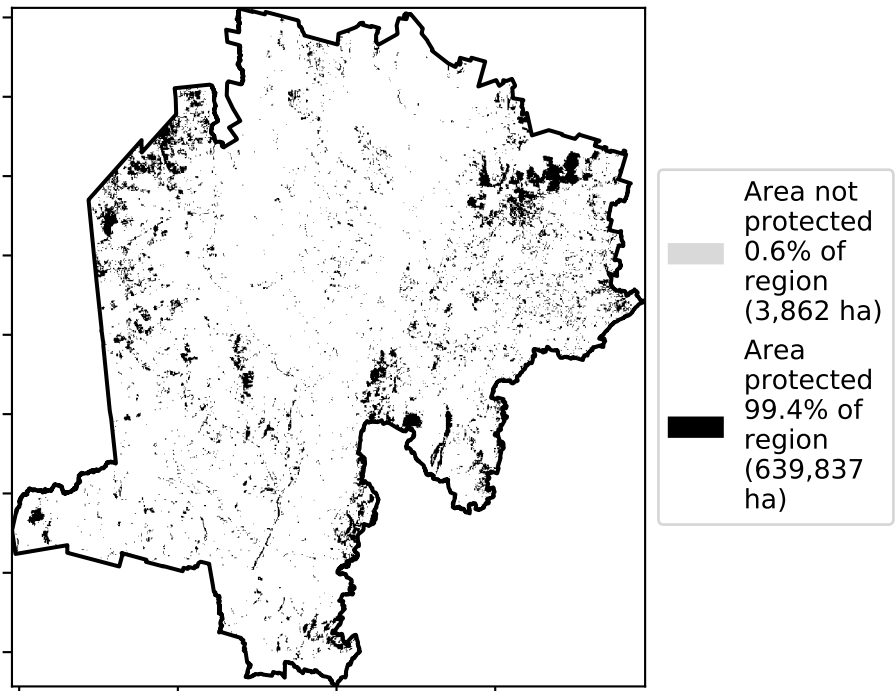 Area not
protected
0.6% of
region
(3,862 ha)
Area
protected
99.4% of
region
(639,837
ha)